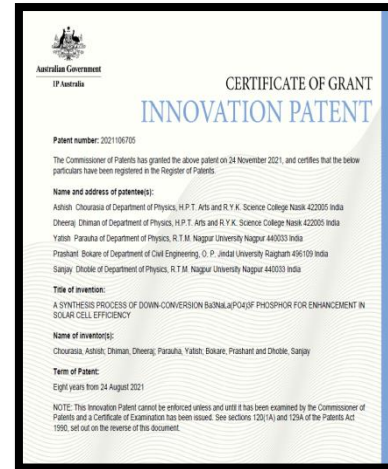 Australian Government
IP Australia
CERTIFICATE OF GRANT
INNOVATION PATENT
Patent number: 2021106705
The Commissioner of Patents has granted the above patent on 24 November 2021, and certifies that the below
particulars have been registered in the Register of Patents.
Name and address of patentee(s):
Ashish Chourasia of Department of Physics, H.P.T. Arts and R.Y.K. Science College Nasik 422005 India
Dheeraj Dhiman of Department of Physics, H.P.T. Arts and R.Y.K. Science College Nasik 422005 India
Yatish Parauha of Department of Physics, R.T.M. Nagpur University Nagpur 440033 India
Prashant Bokare of Department of Civil Engineering, O. P. Jindal University Raigharh 496109 India
Sanjay Dhoble of Department of Physics, R.T.M. Nagpur University Nagpur 440033 India
Title of invention:
A SYNTHESIS PROCESS OF DOWN-CONVERSION Ba3NaLa(PO4)3F PHOSPHOR FOR ENHANCEMENT IN
SOLAR CELL EFFICIENCY
Name of inventor(s):
Chourasia, Ashish; Dhiman, Dheeraj; Parauha, Yatish; Bokare, Prashant and Dhoble, Sanjay
Term of Patent:
Eight years from 24 August 2021
NOTE: This Innovation Patent cannot be enforced unless and until it has been examined by the Commissioner of
Patents and a Certificate of Examination has been issued. See sections 120(1A) and 129A of the Patents Act
1990, set out on the reverse of this document.